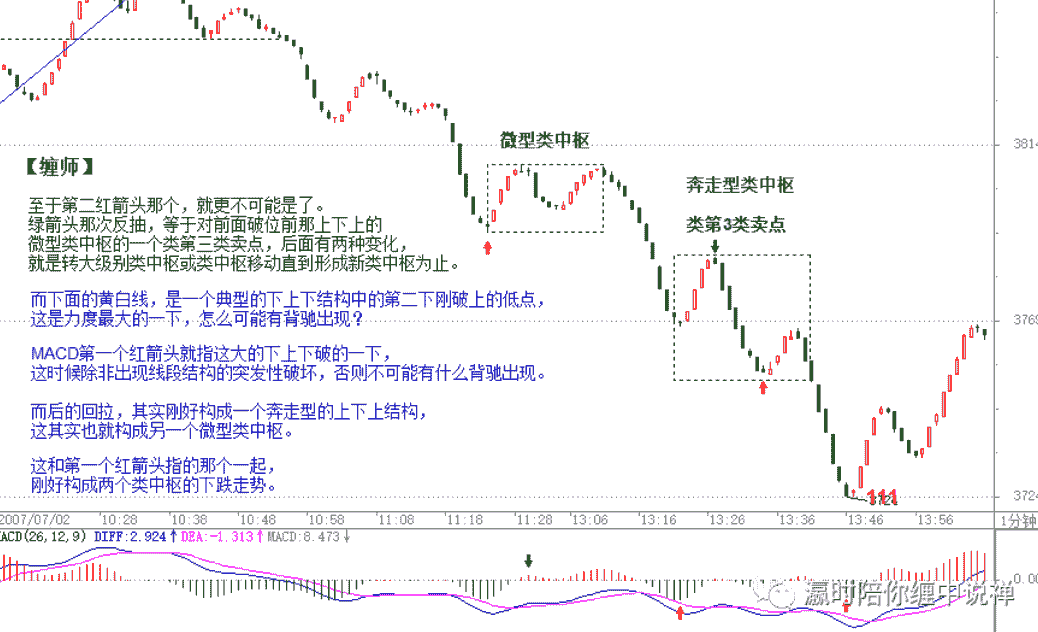 微型类中枢
3814
【缠师】
奔走型类中枢
至于第二红箭头那个，就更不可能是了。
绿箭头那次反抽，等于对前面破位前那上下上的
类第3类卖点
微型类中枢的一个类第三类卖点，后面有两种变化，
就是转大级别类中枢或类中枢移动直到形成新类中枢为止。
而下面的黄白线，是一个典型的下上下结构中的第二下刚破上的低点，
这是力度最大的一下，怎么可能有背驰出现？
3769
MACD第一个红箭头就指这大的下上下破的一下，
这时候除非出现线段结构的突发性破坏，否则不可能有什么背驰出现。
而后的回拉，其实刚好构成一个奔走型的上下上结构，
这其实也就构成另一个微型类中枢。
这和第一个红箭头指的那个一起，
刚好构成两个类中枢的下跌走势。
111
3724
2007/07/02 10:28 10:38 10:48 10:58 11:08 11:18 11:28 13:06 13:16 13:26 13:36 13:46 13:56 1分钟
ACD(26,12,9) DIFF:2.924↑ DEA:-1.313↑ MACD:8.473↓
0.00
瀛时陪你缠中说禅